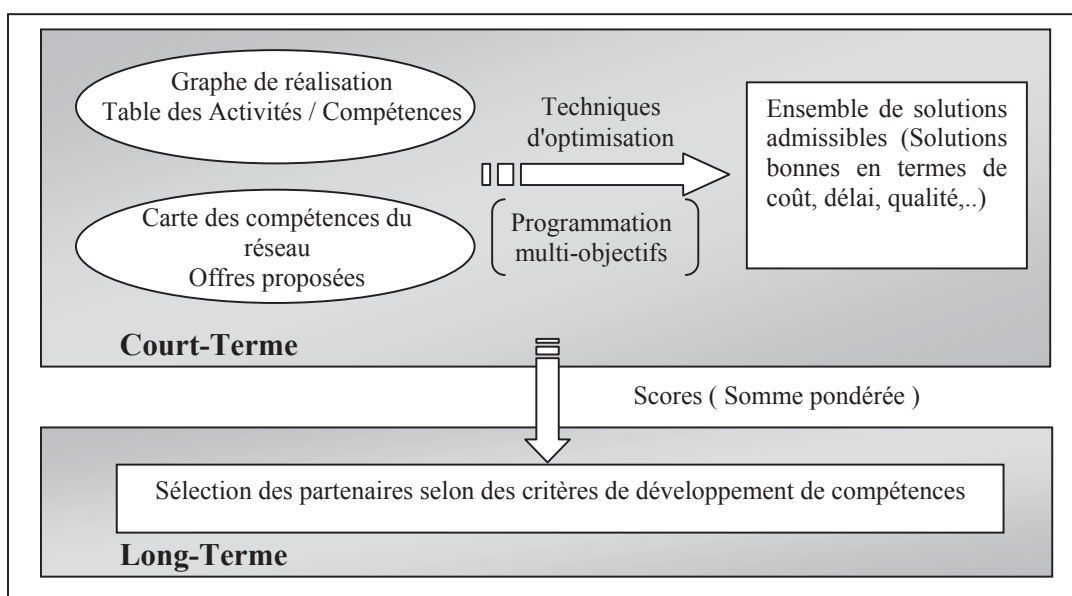 Graphe de réalisation
Table des Activités / Compétences
Carte des compétences du
réseau
Offres proposées
Techniques
d'optimisation
Programmation
multi-objectifs
Ensemble de solutions
admissibles (Solutions
bonnes en termes de
coût, délai, qualité,..)
Court-Terme
Scores ( Somme pondérée )
Sélection des partenaires selon des critères de développement de compétences
Long-Terme